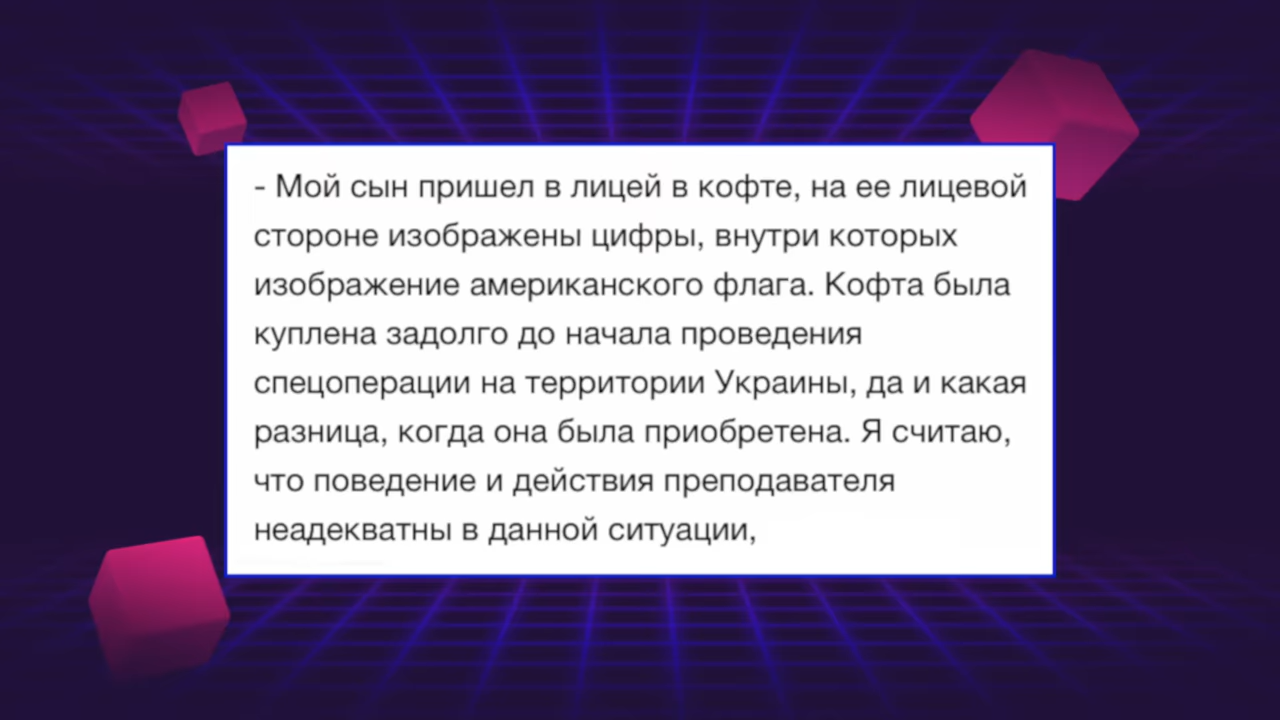 - Мой сын пришел в лицей в кофте, на ее лицевой
стороне изображены цифры, внутри которых
изображение американского флага. Кофта была
куплена задолго до начала проведения
спецоперации на территории Украины, да и какая
разница, когда она была приобретена. Я считаю,
что поведение и действия преподавателя
неадекватны в данной ситуации,